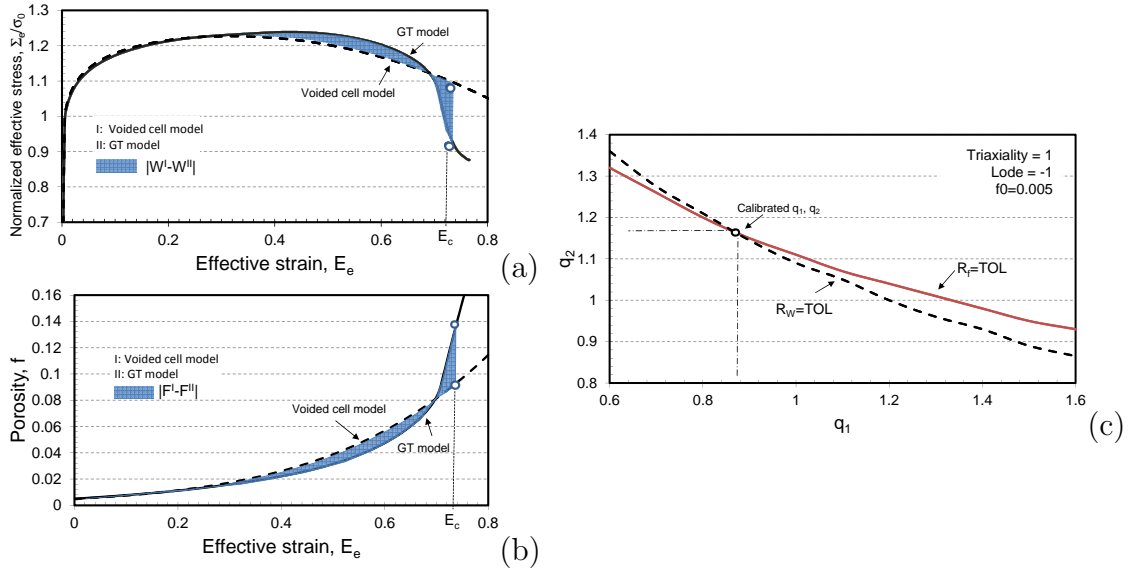 1.3
1.2
1.1
1
0.9
0.8
0.7
Normalized effective stress, Σe/σ0
GT model
Voided cell model
I: Voided cell model
II: GT model
|W^I-W^II|
0
0.2
0.4
0.6
0.8
Ec
Effective strain, Ee
(a)
0.16
0.14
0.12
0.1
0.08
0.06
0.04
0.02
0
Porosity, f
I: Voided cell model
II: GT model
|F^I-F^II|
Voided cell model
GT model
0
0.2
0.4
0.6
0.8
Ec
Effective strain, Ee
(b)
1.4
1.3
1.2
1.1
1
0.9
0.8
q2
Triaxiality = 1
Lode = -1
f0=0.005
Calibrated q1, q2
Rf=TOL
RW=TOL
0.6
0.8
1
1.2
1.4
1.6
q1
(c)